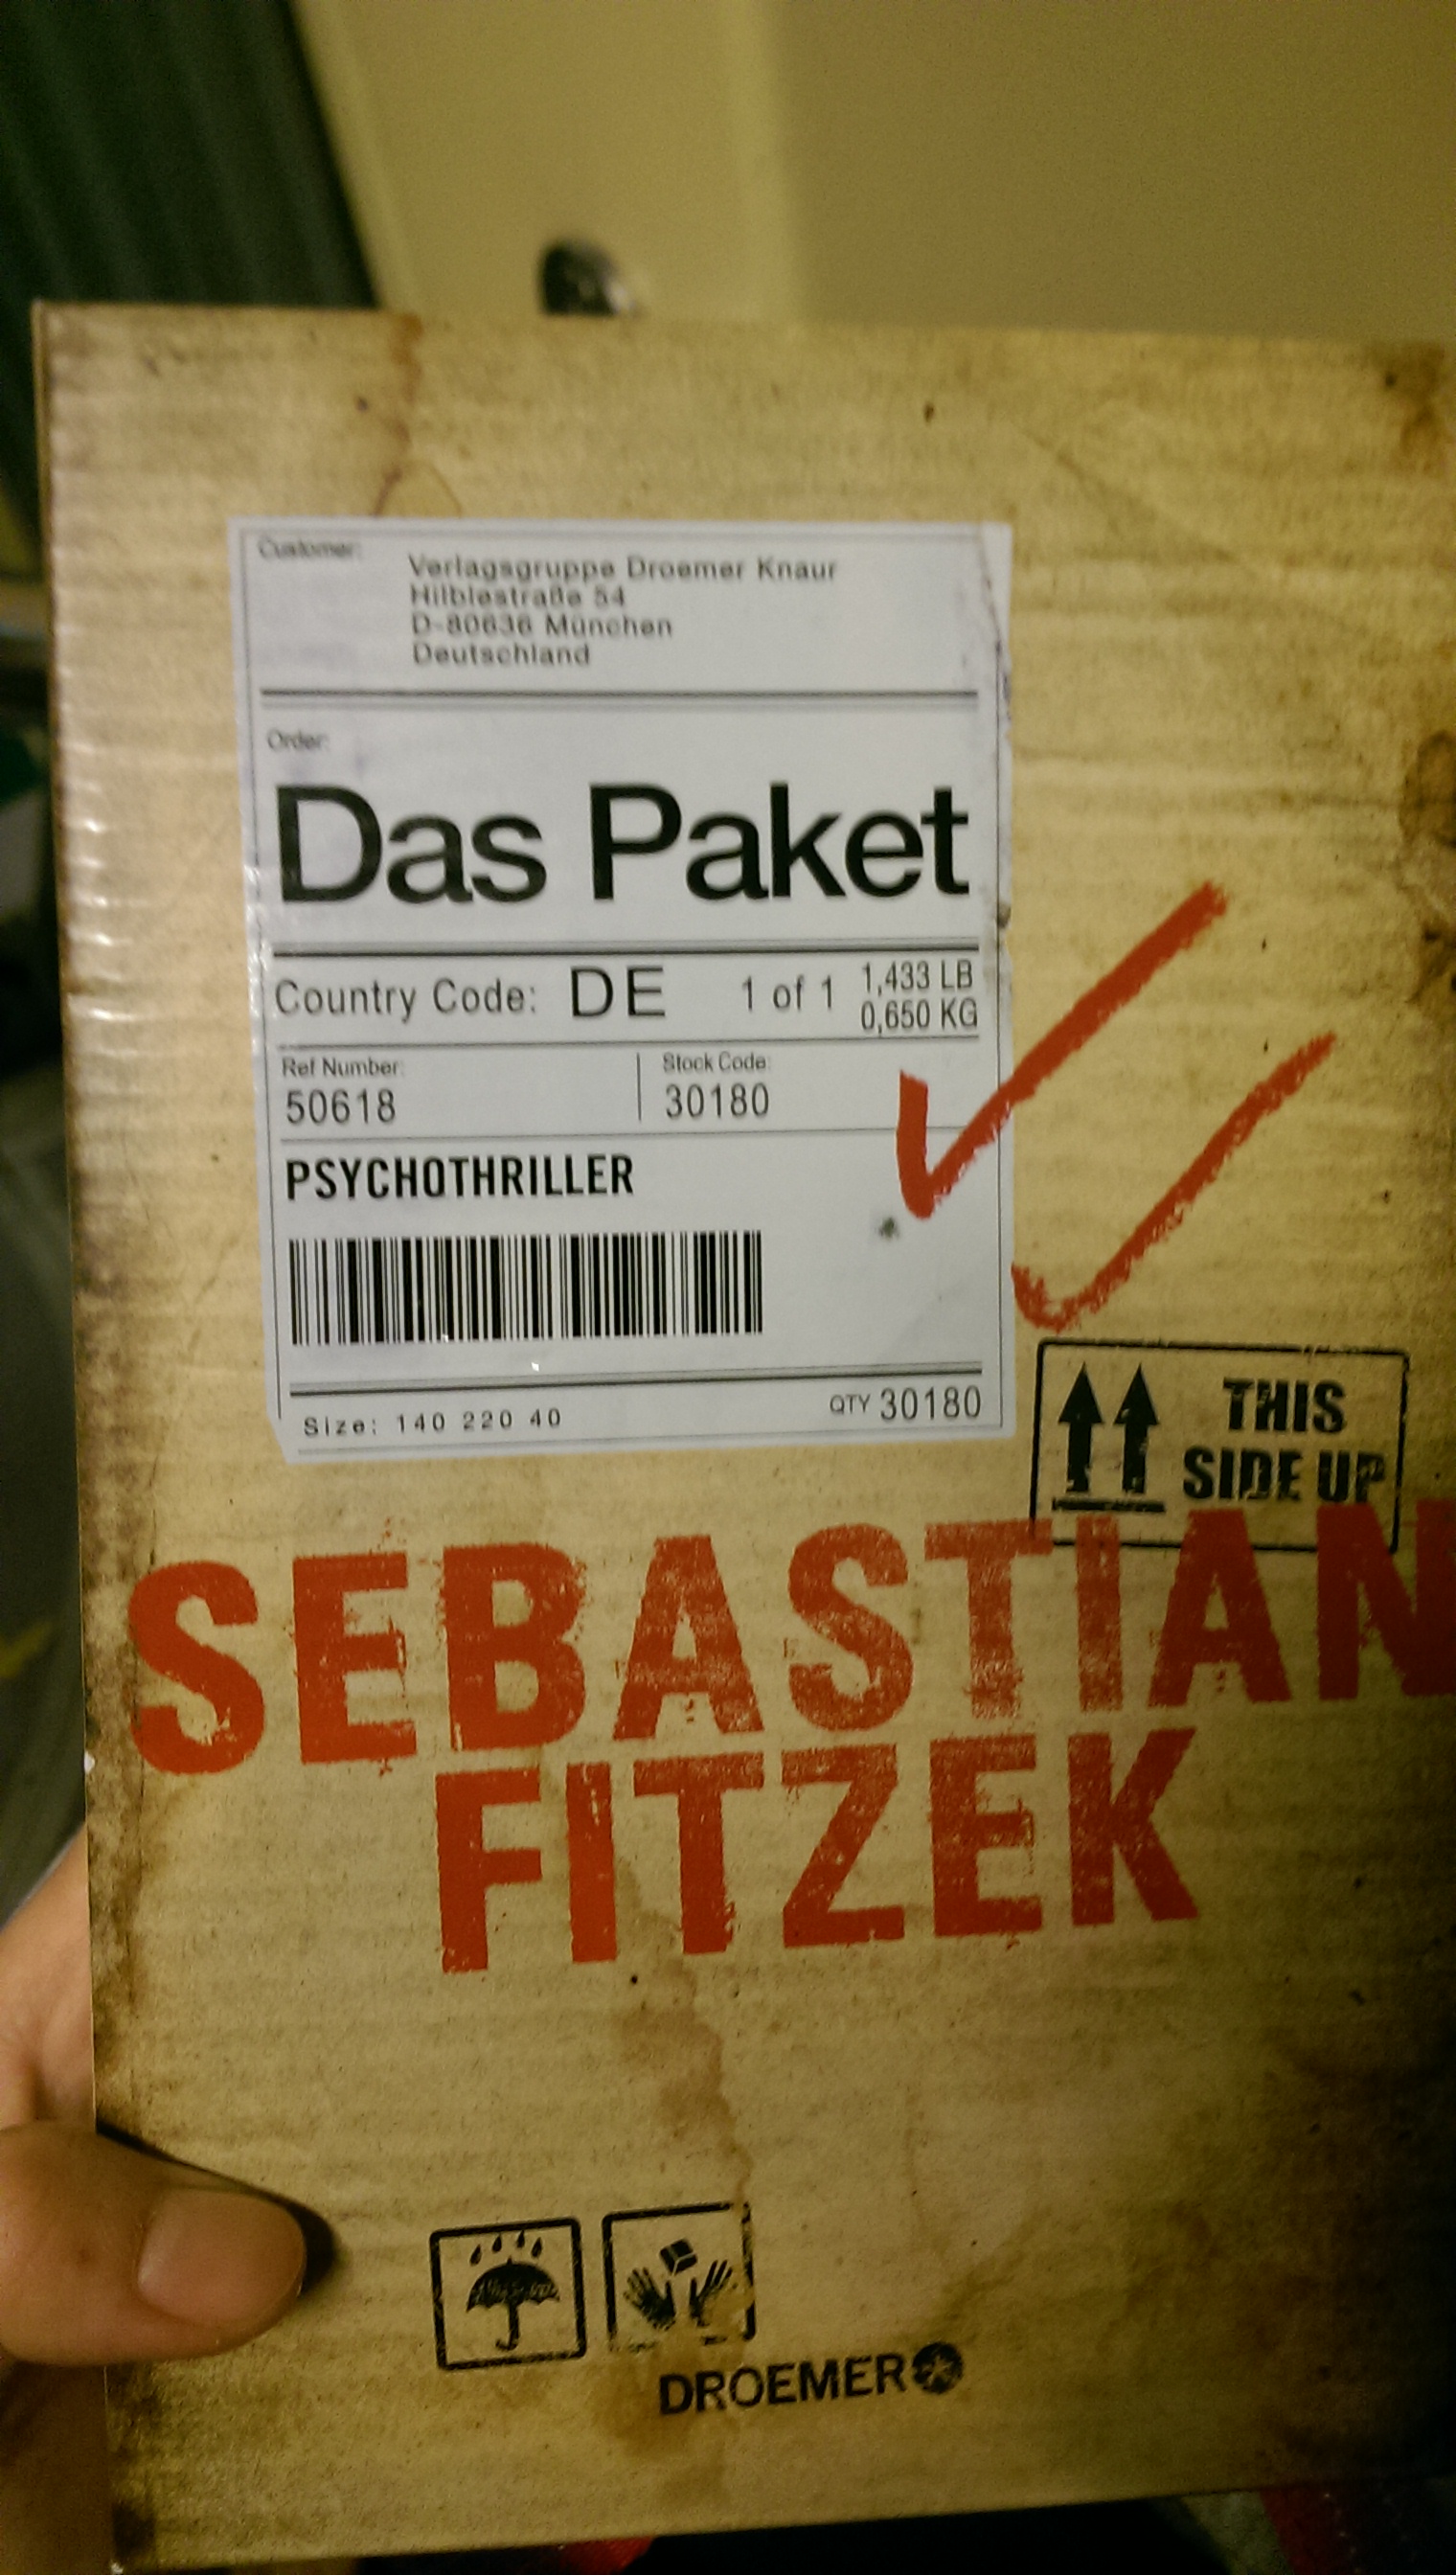 Customer:
Verlagsgruppe Droemer Knaur
Hilblestraße 54
D-80636 München
Deutschland
Order:
Das Paket
Country Code: DE
1 of 1
1,433 LB
0,650 KG
Ref Number:
50618
Stock Code:
30180
PSYCHOTHRILLER
Size: 140 220 40
QTY 30180
THIS
SIDE UP
SEBASTIAN
FITZEK
DROEMER